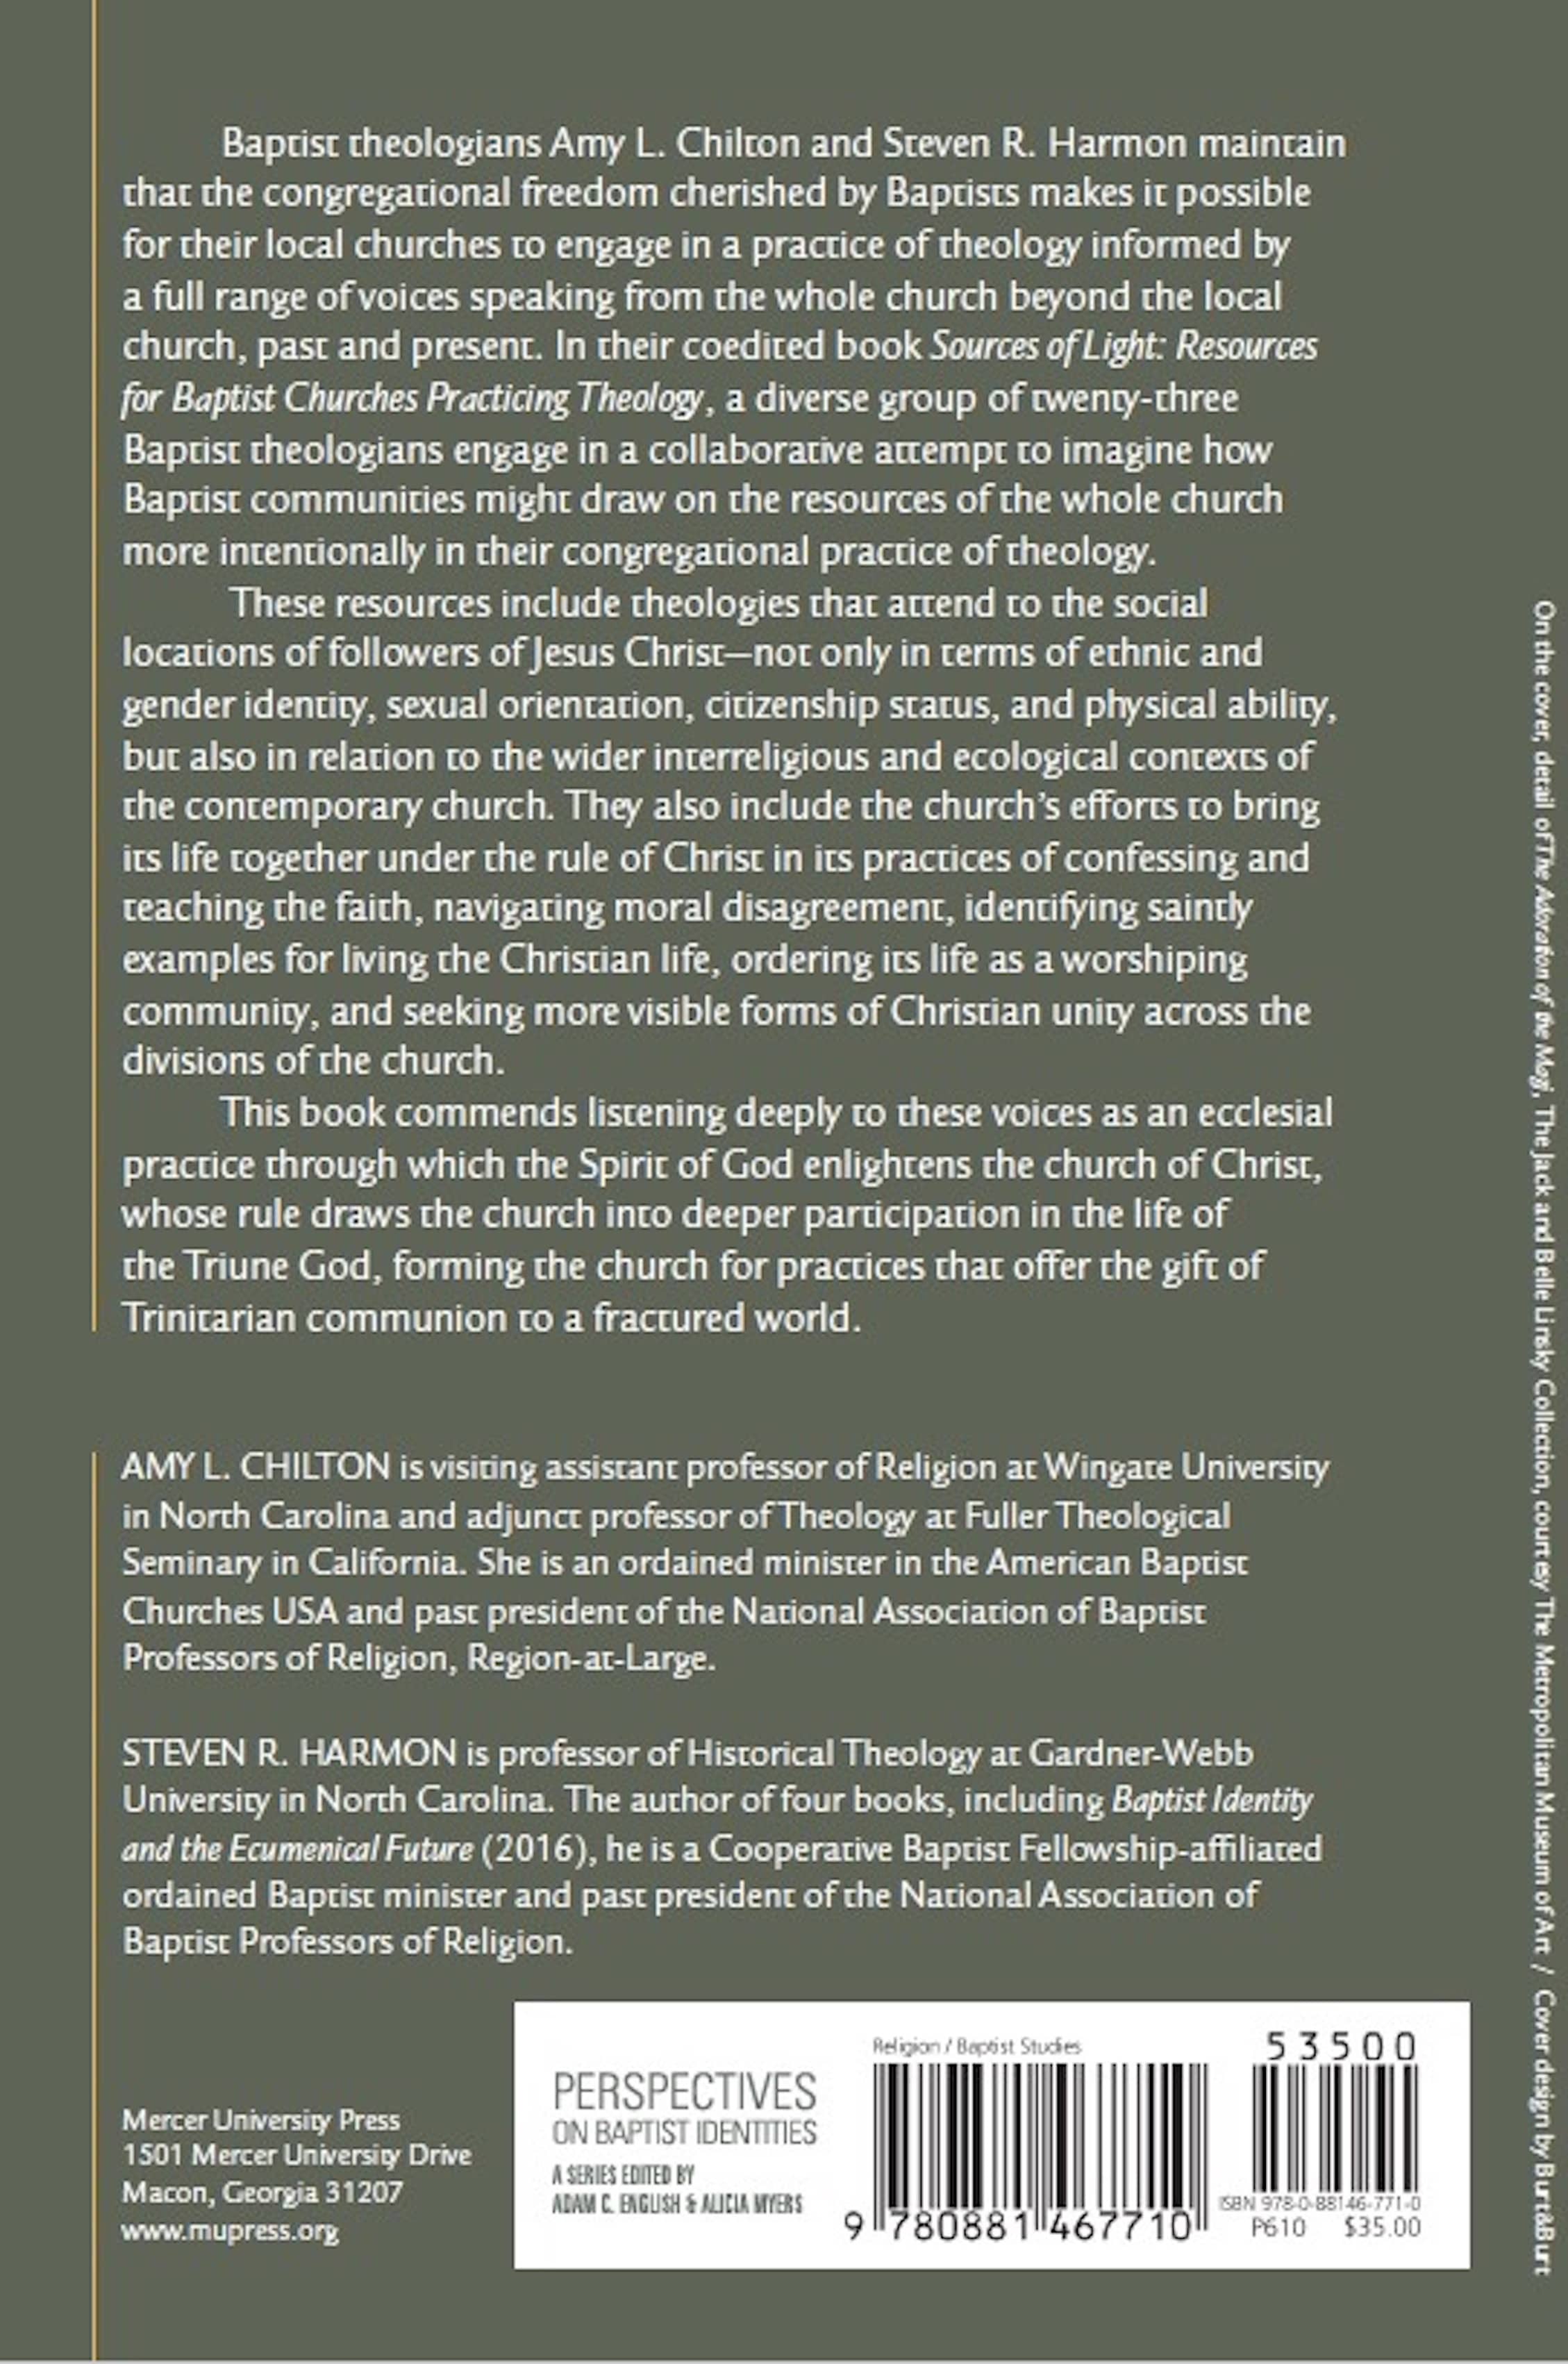 Baptist theologians Amy L. Chilton and Steven R. Harmon maintain
that the congregational freedom cherished by Baptists makes it possible
for their local churches to engage in a practice of theology informed by
a full range of voices speaking from the whole church beyond the local
church, past and present. In their coedited book Sources of Light: Resources
for Baptist Churches Practicing Theology, a diverse group of twenty-three
Baptist theologians engage in a collaborative attempt to imagine how
Baptist communities might draw on the resources of the whole church
more intentionally in their congregational practice of theology.
These resources include theologies that attend to the social
locations of followers of Jesus Christ—not only in terms of ethnic and
gender identity, sexual orientation, citizenship status, and physical ability,
but also in relation to the wider interreligious and ecological contexts of
the contemporary church. They also include the church’s efforts to bring
its life together under the rule of Christ in its practices of confessing and
teaching the faith, navigating moral disagreement, identifying saintly
examples for living the Christian life, ordering its life as a worshiping
community, and seeking more visible forms of Christian unity across the
divisions of the church.
This book commends listening deeply to these voices as an ecclesial
practice through which the Spirit of God enlightens the church of Christ,
whose rule draws the church into deeper participation in the life of
the Triune God, forming the church for practices that offer the gift of
Trinitarian communion to a fractured world.
AMY L. CHILTON is visiting assistant professor of Religion at Wingate University
in North Carolina and adjunct professor of Theology at Fuller Theological
Seminary in California. She is an ordained minister in the American Baptist
Churches USA and past president of the National Association of Baptist
Professors of Religion, Region-at-Large.
STEVEN R. HARMON is professor of Historical Theology at Gardner-Webb
University in North Carolina. The author of four books, including Baptist Identity
and the Ecumenical Future (2016), he is a Cooperative Baptist Fellowship-affiliated
ordained Baptist minister and past president of the National Association of
Baptist Professors of Religion.
Mercer University Press
1501 Mercer University Drive
Macon, Georgia 31207
www.mupress.org
PERSPECTIVES
ON BAPTIST IDENTITIES
A SERIES EDITED BY
ADAM C. ENGLISH & ALICIA MYERS
Religion / Baptist Studies
9 780881 467710
53500
ISBN 978-0-88146-771-0
P610 $35.00
On the cover, detail of The Adoration of the Magi, The Jack and Belle Linsky Collection, courtesy The Metropolitan Museum of Art / Cover design by Burt&Burt